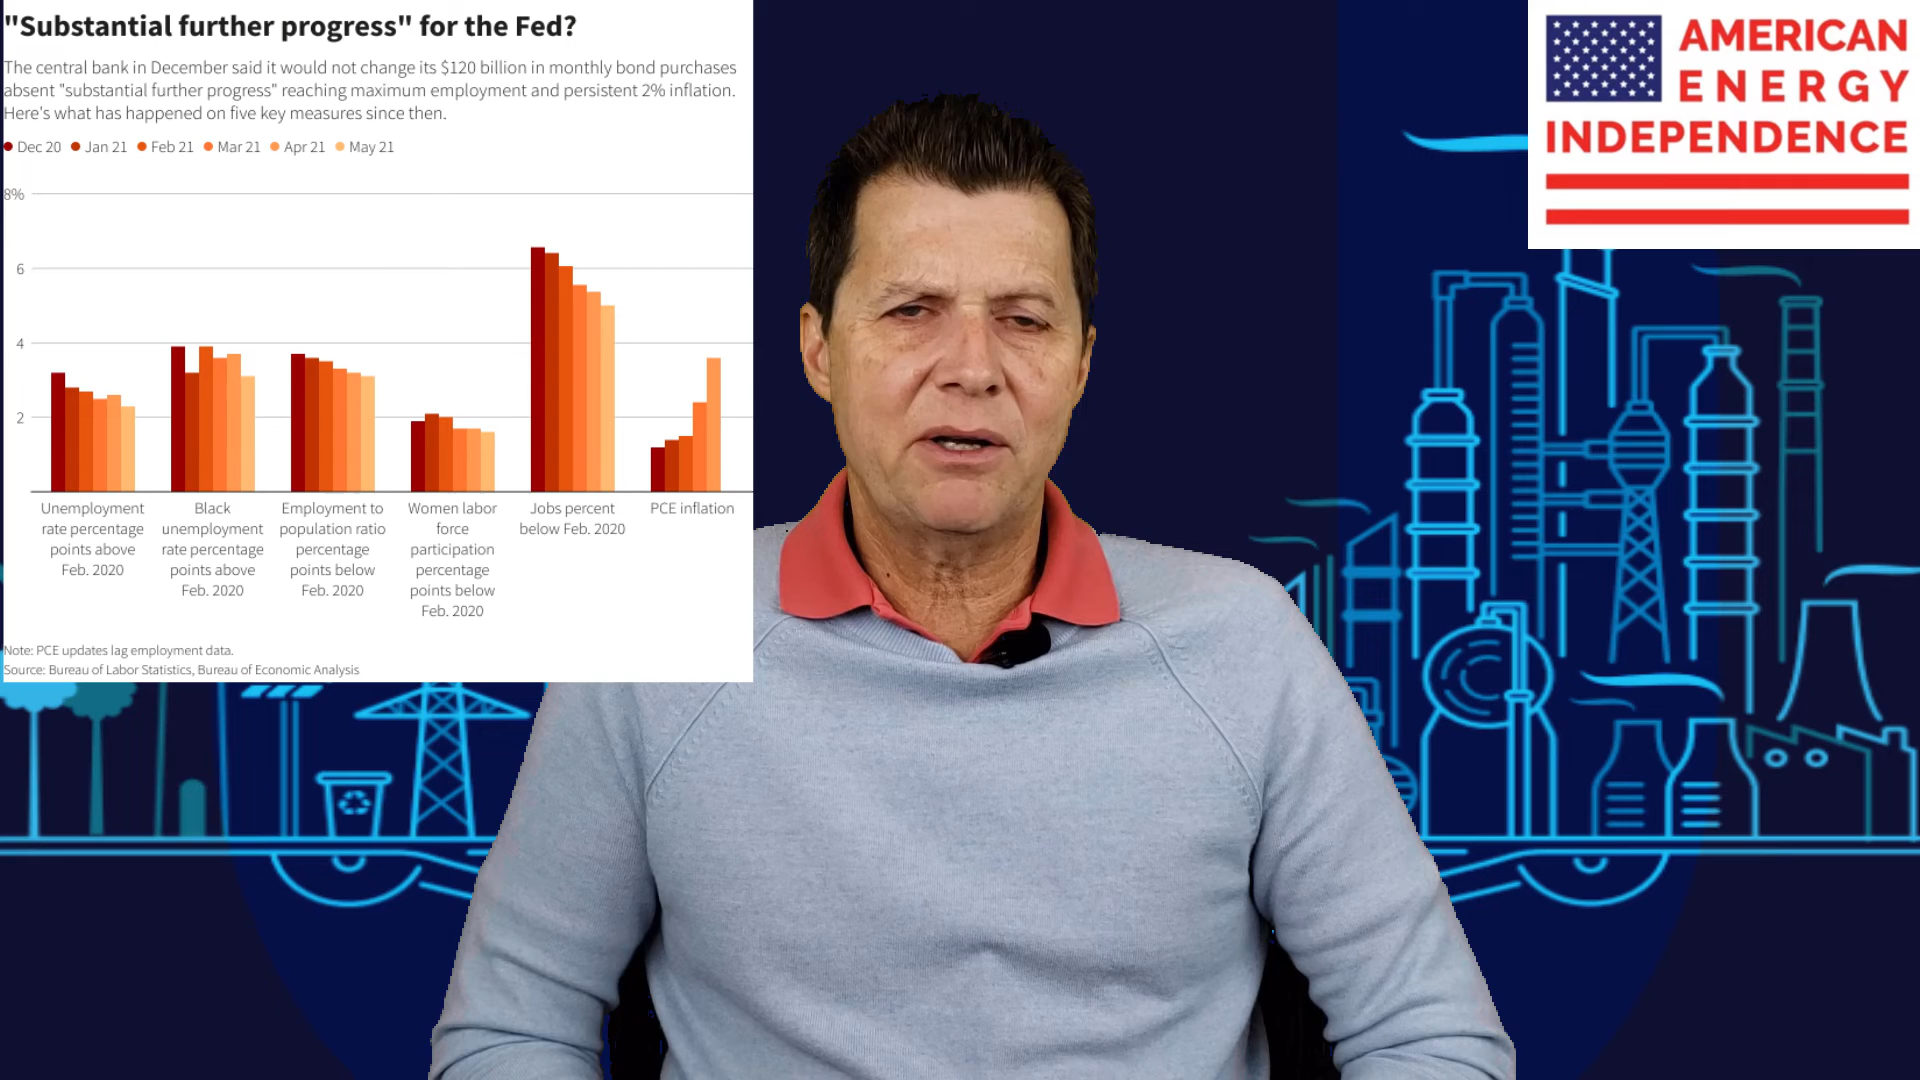 "Substantial further progress" for the Fed?
The central bank in December said it would not change its $120 billion in monthly bond purchases
absent "substantial further progress" reaching maximum employment and persistent 2% inflation.
Here's what has happened on five key measures since then.
Dec 20 Jan 21 Feb 21 Mar 21 Apr 21 May 21
8%
6
4
2
Unemployment
rate percentage
points above
Feb. 2020
Black
unemployment
rate percentage
points above
Feb. 2020
Employment to
population ratio
percentage
points below
Feb. 2020
Women labor
force
participation
percentage
points below
Feb. 2020
Jobs percent
below Feb. 2020
PCE inflation
Note: PCE updates lag employment data.
Source: Bureau of Labor Statistics, Bureau of Economic Analysis
AMERICAN
ENERGY
INDEPENDENCE